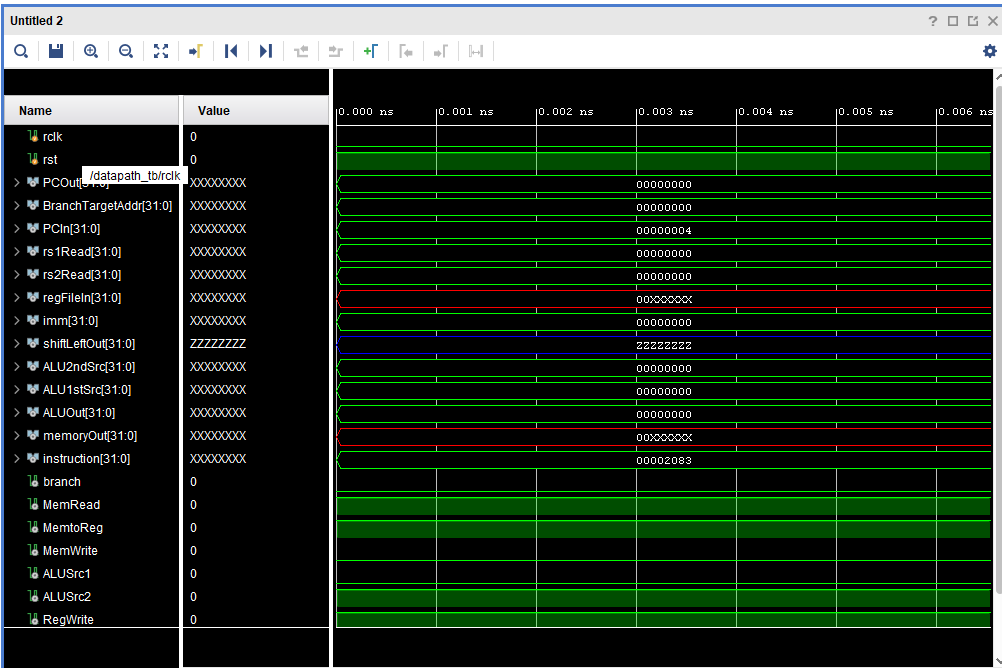 Untitled 2
Name Value
0.000 ns 0.001 ns 0.002 ns 0.003 ns 0.004 ns 0.005 ns 0.006 ns
rclk 0
rst 0
/datapath_tb/rclk
PCOut[31:0] XXXXXXXX 00000000
BranchTargetAddr[31:0] XXXXXXXX 00000000
PCIn[31:0] XXXXXXXX 00000004
rs1Read[31:0] XXXXXXXX 00000000
rs2Read[31:0] XXXXXXXX 00000000
regFileIn[31:0] XXXXXXXX 00XXXXXX
imm[31:0] XXXXXXXX 00000000
shiftLeftOut[31:0] ZZZZZZZZ ZZZZZZZZ
ALU2ndSrc[31:0] XXXXXXXX 00000000
ALU1stSrc[31:0] XXXXXXXX 00000000
ALUOut[31:0] XXXXXXXX 00000000
memoryOut[31:0] XXXXXXXX 00XXXXXX
instruction[31:0] XXXXXXXX 00002083
branch 0
MemRead 0
MemtoReg 0
MemWrite 0
ALUSrc1 0
ALUSrc2 0
RegWrite 0